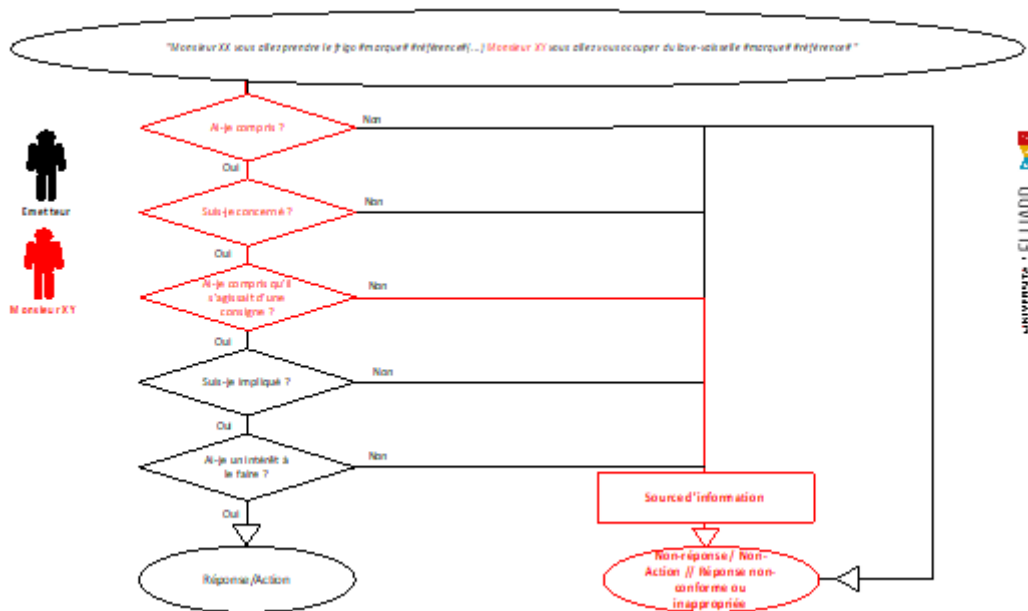 "Monsieur XX vous allez prendre le frigo #marque# #référence# [...] Monsieur XY vous allez vous occuper du lave-vaisselle #marque# #référence# "
Ai-je compris ?
Non
Oui
Emetteur
Suis-je concerné ?
Non
Oui
Monsieur XY
Ai-je compris qu'il
s'agissait d'une
consigne ?
Non
Oui
Suis-je impliqué ?
Non
Oui
Ai-je un intérêt à
le faire ?
Non
Oui
Source d'information
Réponse/Action
Non-réponse / Non-
Action // Réponse non-
conforme ou
inappropriée